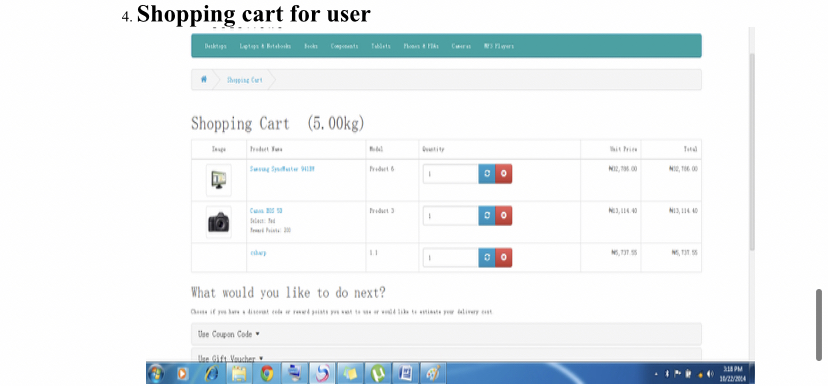 4. Shopping cart for user
Desktops Laptops & Notebooks Books Components Tablets Phones & PDAs Cameras MP3 Players
Shopping Cart
Shopping Cart (5.00kg)
Image Product Name Model Quantity Unit Price Total
Samsung SyncMaster 941BW Product 6 1 ₦32,786.00 ₦32,786.00
Canon EOS 5D Product 3 1 ₦13,114.40 ₦13,114.40
Select: Red
Reward Points: 200
csharp 1.1 1 ₦5,737.55 ₦5,737.55
What would you like to do next?
Choose if you have a discount code or reward points you want to use or would like to estimate your delivery cost
Use Coupon Code
Use Gift Voucher
3:18 PM
10/22/2014